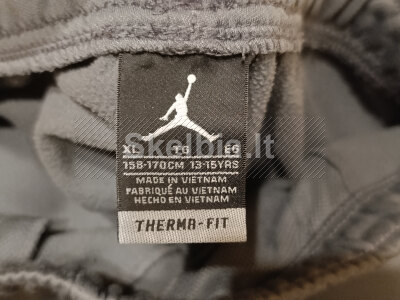 XL TG EG
158-170CM 13-15YRS
MADE IN VIETNAM
FABRIQUÉ AU VIETNAM
HECHO EN VIETNAM
THERMA-FIT
Skelbiu.lt